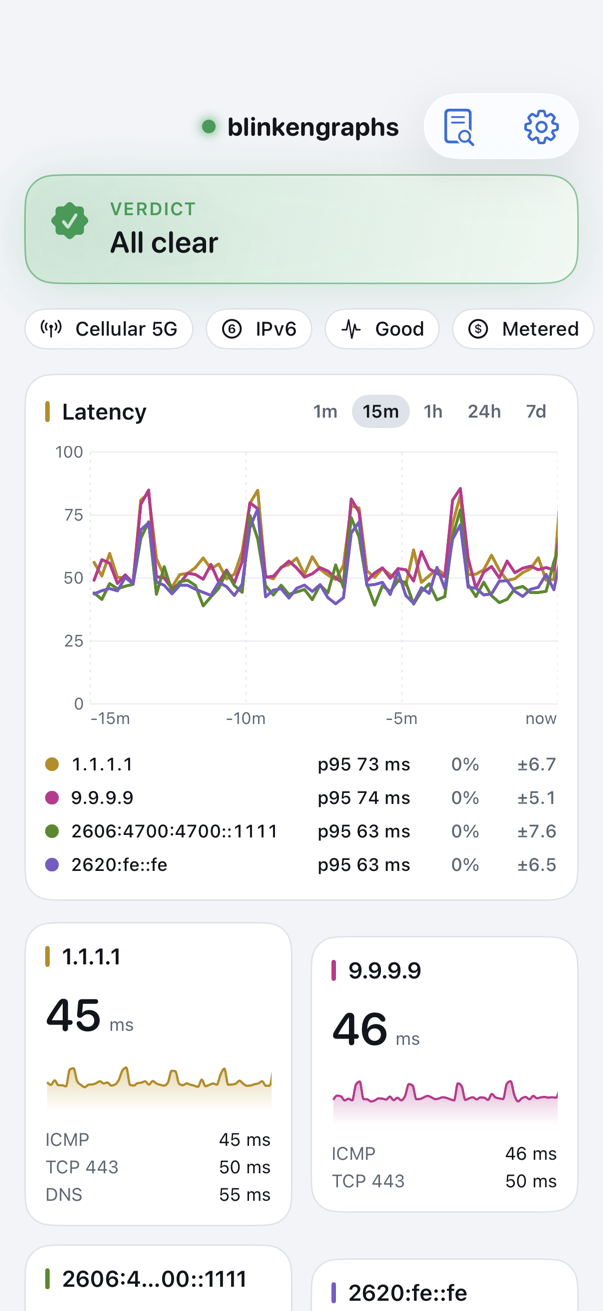 blinkengraphs
VERDICT
All clear
Cellular 5G
6 IPv6
Good
$ Metered
Latency
1m 15m 1h 24h 7d
100
75
50
25
0
-15m -10m -5m now
1.1.1.1 p95 73 ms 0% ±6.7
9.9.9.9 p95 74 ms 0% ±5.1
2606:4700:4700::1111 p95 63 ms 0% ±7.6
2620:fe::fe p95 63 ms 0% ±6.5
1.1.1.1
45 ms
ICMP 45 ms
TCP 443 50 ms
DNS 55 ms
9.9.9.9
46 ms
ICMP 46 ms
TCP 443 50 ms
2606:4...00::1111
2620:fe::fe